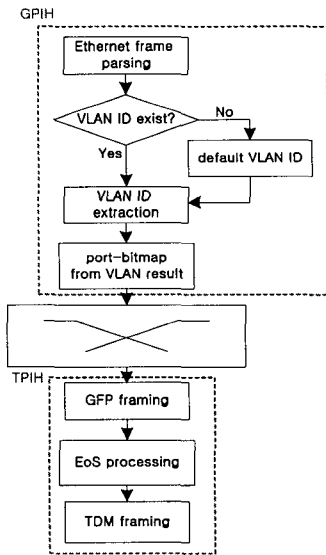 GPIH
Ethernet frame
parsing
VLAN ID exist?
No
Yes
default VLAN ID
VLAN ID
extraction
port-bitmap
from VLAN result
TPIH
GFP framing
EoS processing
TDM framing